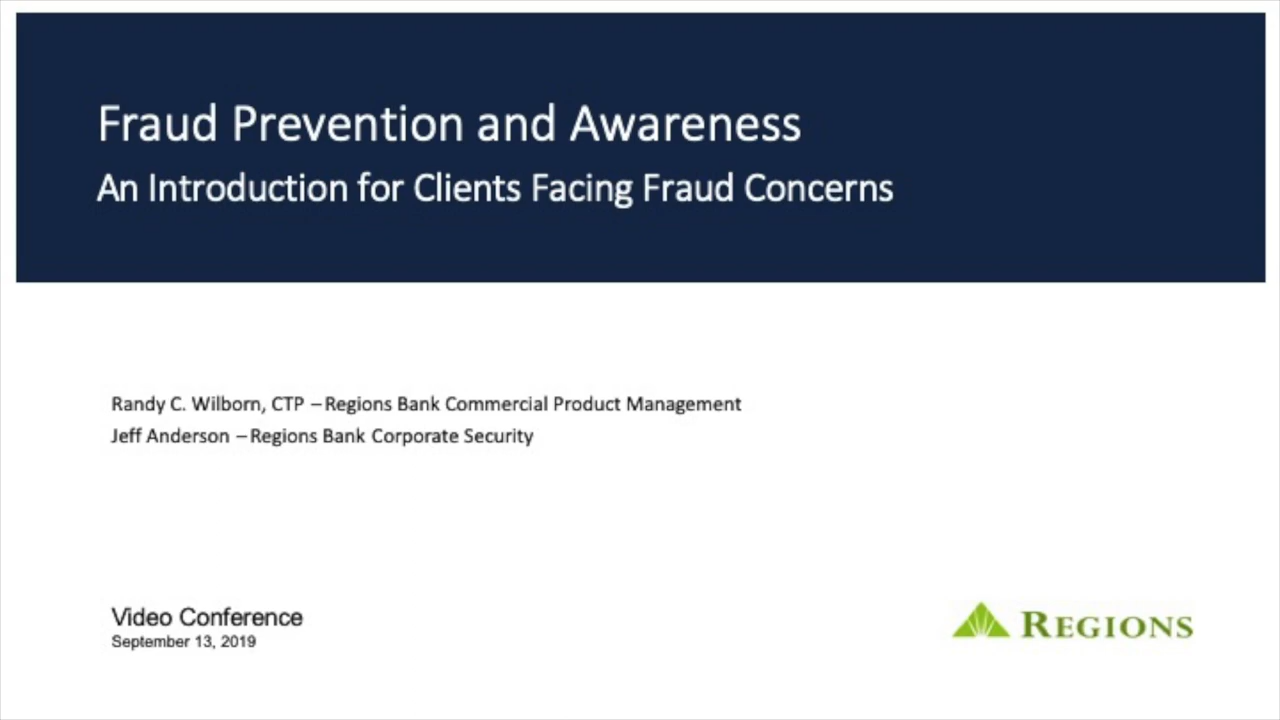 Fraud Prevention and Awareness
An Introduction for Clients Facing Fraud Concerns
Randy C. Wilborn, CTP – Regions Bank Commercial Product Management
Jeff Anderson – Regions Bank Corporate Security
Video Conference
September 13, 2019
REGIONS